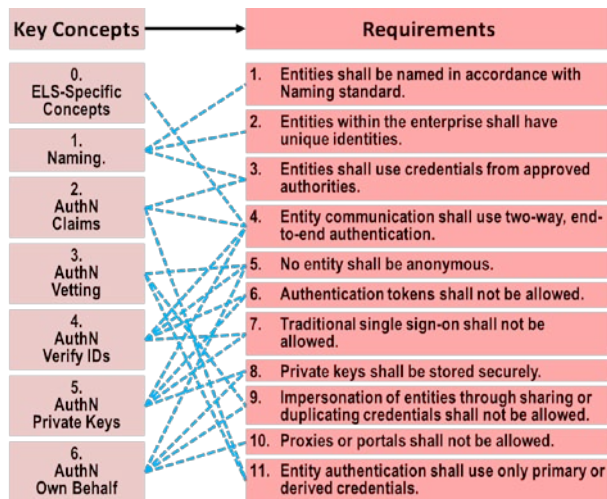 Key Concepts
Requirements
0.
ELS-Specific
Concepts
1.
Naming.
2.
AuthN
Claims
3.
AuthN
Vetting
4.
AuthN
Verify IDs
5.
AuthN
Private Keys
6.
AuthN
Own Behalf
1. Entities shall be named in accordance with
Naming standard.
2. Entities within the enterprise shall have
unique identities.
3. Entities shall use credentials from approved
authorities.
4. Entity communication shall use two-way, end-
to-end authentication.
5. No entity shall be anonymous.
6. Authentication tokens shall not be allowed.
7. Traditional single sign-on shall not be
allowed.
8. Private keys shall be stored securely.
9. Impersonation of entities through sharing or
duplicating credentials shall not be allowed.
10. Proxies or portals shall not be allowed.
11. Entity authentication shall use only primary or
derived credentials.